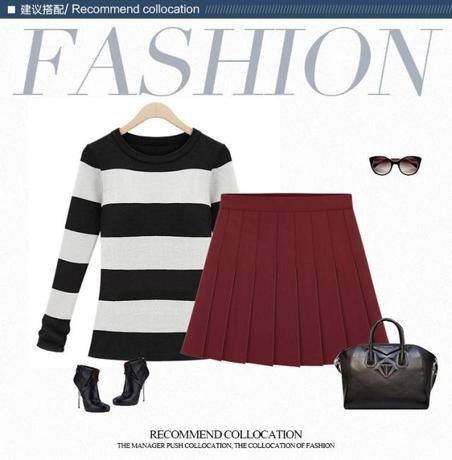 建议搭配/ Recommend collocation
FASHION
RECOMMEND COLLOCATION
THE MANAGER PUSH COLLOCATION, THE COLLOCATION OF FASHION